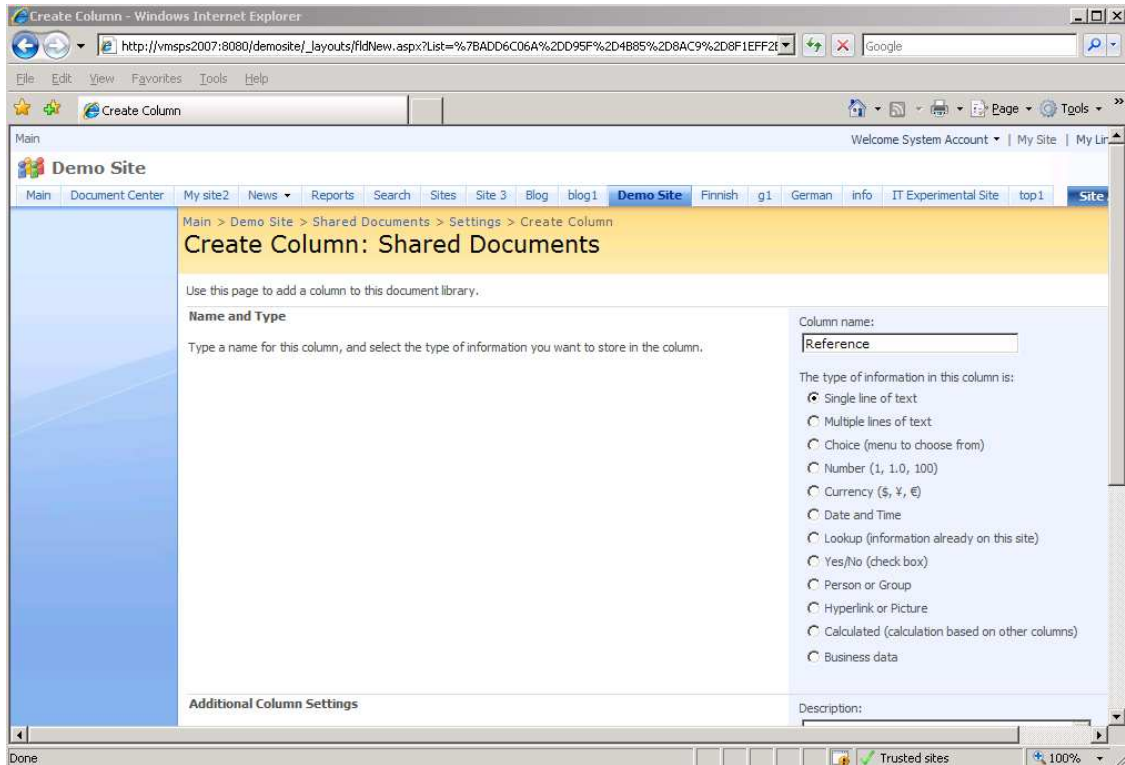 Create Column - Windows Internet Explorer
http://vmsps2007:8080/demosite/_layouts/fldNew.aspx?List=%7BADD6C06A%2DD95F%2D4B85%2D8AC9%2D8F1EFF2E
Google
File Edit View Favorites Tools Help
Create Column
Page Tools »
Main
Welcome System Account | My Site | My Lin
Demo Site
Main Document Center My site2 News Reports Search Sites Site 3 Blog blog1 Demo Site Finnish g1 German info IT Experimental Site top1 Site
Main > Demo Site > Shared Documents > Settings > Create Column
Create Column: Shared Documents
Use this page to add a column to this document library.
Name and Type
Type a name for this column, and select the type of information you want to store in the column.
Column name:
Reference
The type of information in this column is:
Single line of text
Multiple lines of text
Choice (menu to choose from)
Number (1, 1.0, 100)
Currency ($, ¥, €)
Date and Time
Lookup (information already on this site)
Yes/No (check box)
Person or Group
Hyperlink or Picture
Calculated (calculation based on other columns)
Business data
Additional Column Settings
Description:
Done
Trusted sites
100%